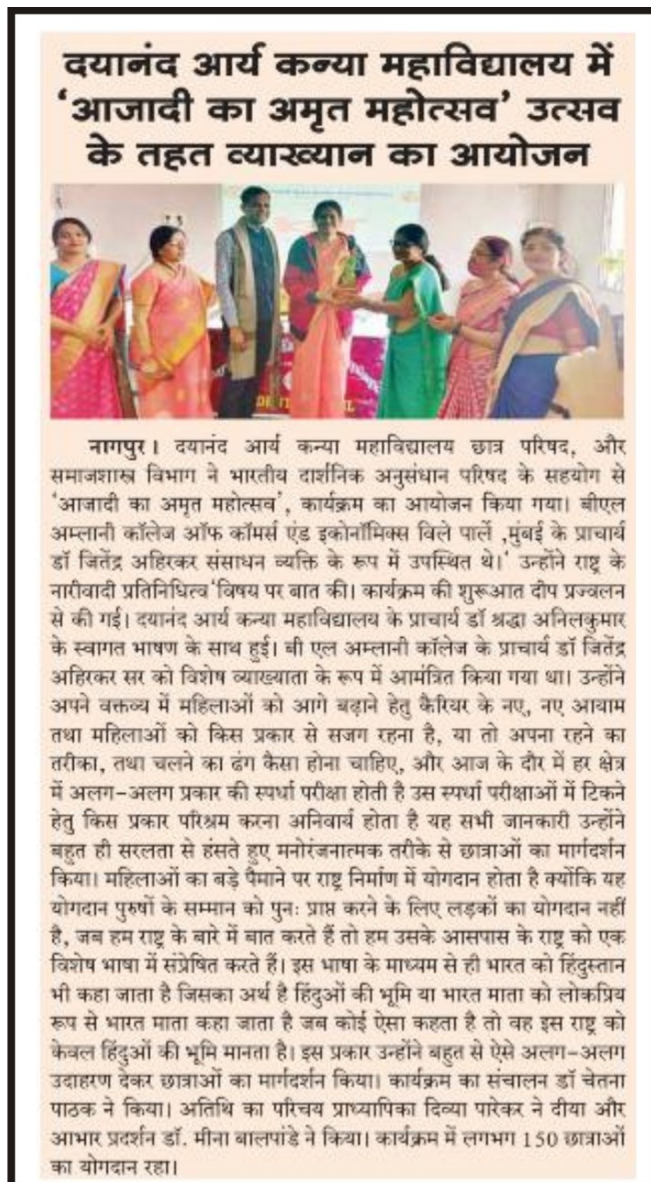 दयानंद आर्य कन्या महाविद्यालय में
‘आजादी का अमृत महोत्सव’ उत्सव
के तहत व्याख्यान का आयोजन
नागपुर। दयानंद आर्य कन्या महाविद्यालय छात्र परिषद, और
समाजशास्त्र विभाग ने भारतीय दार्शनिक अनुसंधान परिषद के सहयोग से
‘आजादी का अमृत महोत्सव’, कार्यक्रम का आयोजन किया गया। बीएल
अम्लानी कॉलेज ऑफ कॉमर्स एंड इकोनॉमिक्स विले पार्ले ,मुंबई के प्राचार्य
डॉ जितेंद्र अहिरकर संसाधन व्यक्ति के रूप में उपस्थित थे।' उन्होंने राष्ट्र के
नारीवादी प्रतिनिधित्व 'विषय पर बात की। कार्यक्रम की शुरूआत दीप प्रज्वलन
से की गई। दयानंद आर्य कन्या महाविद्यालय के प्राचार्य डॉ श्रद्धा अनिलकुमार
के स्वागत भाषण के साथ हुई। बी एल अम्लानी कॉलेज के प्राचार्य डॉ जितेंद्र
अहिरकर सर को विशेष व्याख्याता के रूप में आमंत्रित किया गया था। उन्होंने
अपने वक्तव्य में महिलाओं को आगे बढ़ाने हेतु कैरियर के नए, नए आयाम
तथा महिलाओं को किस प्रकार से सजग रहना है, या तो अपना रहने का
तरीका, तथा चलने का ढंग कैसा होना चाहिए, और आज के दौर में हर क्षेत्र
में अलग-अलग प्रकार की स्पर्धा परीक्षा होती है उस स्पर्धा परीक्षाओं में टिकने
हेतु किस प्रकार परिश्रम करना अनिवार्य होता है यह सभी जानकारी उन्होंने
बहुत ही सरलता से हंसते हुए मनोरंजनात्मक तरीके से छात्राओं का मार्गदर्शन
किया। महिलाओं का बड़े पैमाने पर राष्ट्र निर्माण में योगदान होता है क्योंकि यह
योगदान पुरुषों के सम्मान को पुनः प्राप्त करने के लिए लड़कों का योगदान नहीं
है, जब हम राष्ट्र के बारे में बात करते हैं तो हम उसके आसपास के राष्ट्र को एक
विशेष भाषा में संप्रेषित करते हैं। इस भाषा के माध्यम से ही भारत को हिंदुस्तान
भी कहा जाता है जिसका अर्थ है हिंदुओं की भूमि या भारत माता को लोकप्रिय
रूप से भारत माता कहा जाता है जब कोई ऐसा कहता है तो वह इस राष्ट्र को
केवल हिंदुओं की भूमि मानता है। इस प्रकार उन्होंने बहुत से ऐसे अलग-अलग
उदाहरण देकर छात्राओं का मार्गदर्शन किया। कार्यक्रम का संचालन डॉ चेतना
पाठक ने किया। अतिथि का परिचय प्राध्यापिका दिव्या पारेकर ने दीया और
आभार प्रदर्शन डॉ. मीना बालपांडे ने किया। कार्यक्रम में लगभग 150 छात्राओं
का योगदान रहा।